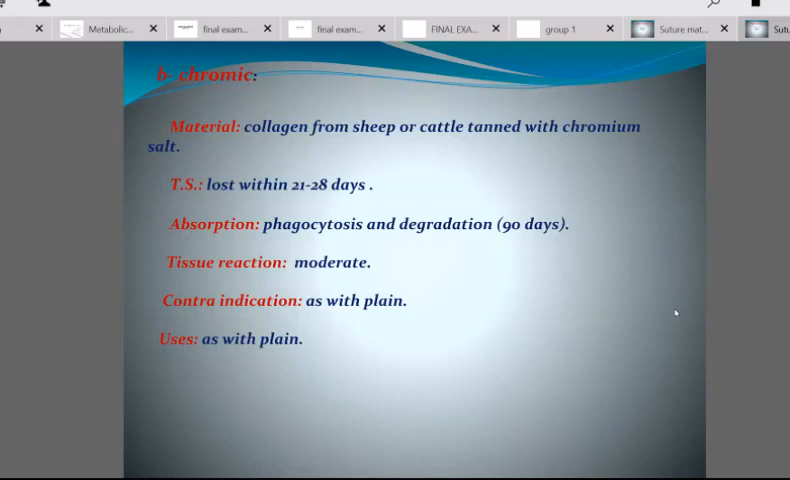 Metabolic...
final exam...
final exam...
FINAL EXA...
group 1
Suture mat...
Sutu
b- chromic:
Material: collagen from sheep or cattle tanned with chromium
salt.
T.S.: lost within 21-28 days .
Absorption: phagocytosis and degradation (90 days).
Tissue reaction: moderate.
Contra indication: as with plain.
Uses: as with plain.